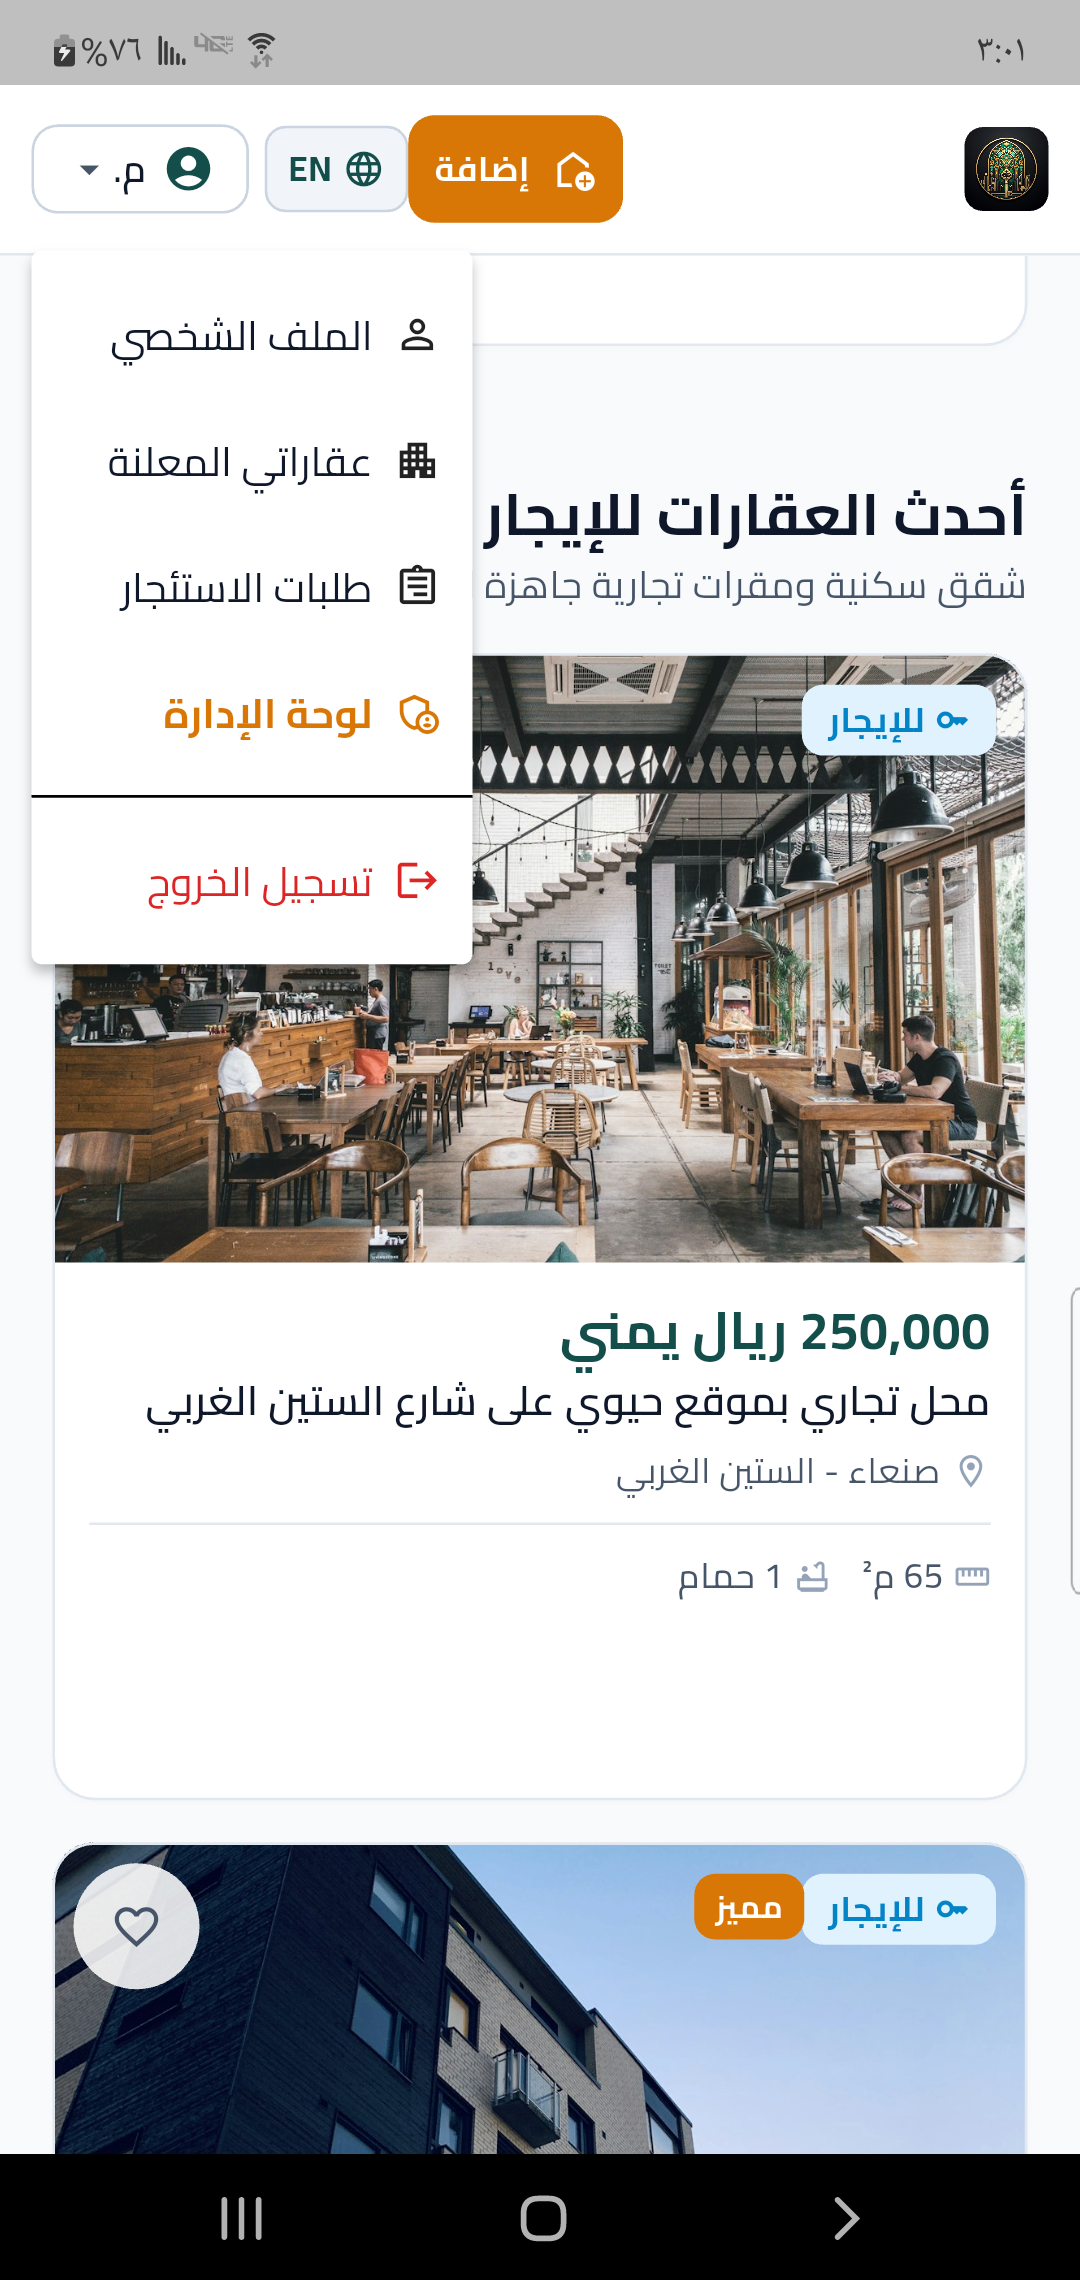 ٣:٠١
%٧٦
إضافة
EN
م.
الملف الشخصي
عقاراتي المعلنة
طلبات الاستئجار
لوحة الإدارة
تسجيل الخروج
أحدث العقارات للإيجار
شقق سكنية ومقرات تجارية جاهزة
للإيجار
love
250,000 ريال يمني
محل تجاري بموقع حيوي على شارع الستين الغربي
صنعاء - الستين الغربي
65 م² 1 حمام
للإيجار
مميز